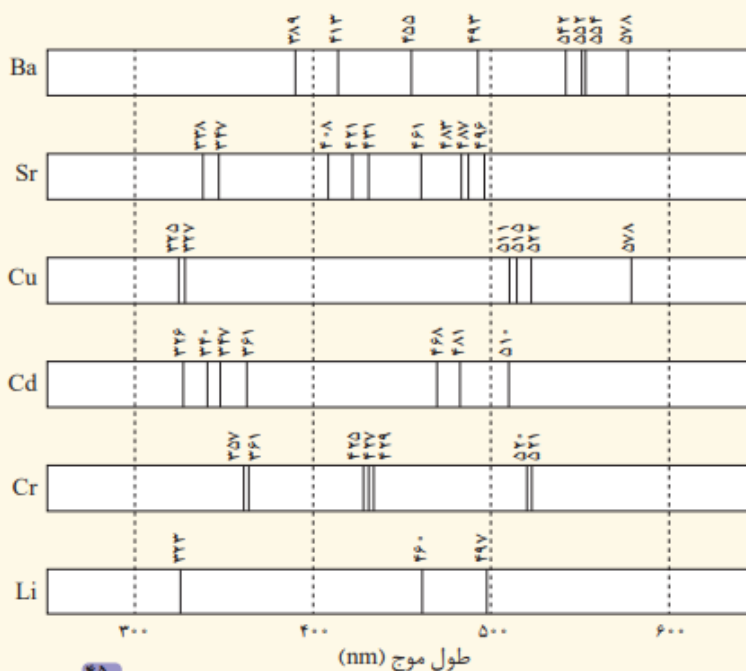 ۳۸۹ ۴۱۳ ۴۵۵ ۴۹۳ ۵۴۲ ۵۵۲ ۵۵۴ ۵۷۸
Ba
۳۳۸ ۳۴۷ ۴۰۸ ۴۲۱ ۴۳۱ ۴۶۱ ۴۸۳ ۴۸۷ ۴۹۶
Sr
۳۲۵ ۳۲۷ ۵۱۱ ۵۱۵ ۵۲۲ ۵۷۸
Cu
۳۲۶ ۳۴۰ ۳۴۷ ۳۶۱ ۴۶۸ ۴۸۱ ۵۱۰
Cd
۳۵۷ ۳۶۱ ۴۲۵ ۴۲۷ ۴۲۹ ۵۲۰ ۵۲۱
Cr
۳۲۳ ۴۶۰ ۴۹۷
Li
۳۰۰ ۴۰۰ ۵۰۰ ۶۰۰
طول موج (nm)